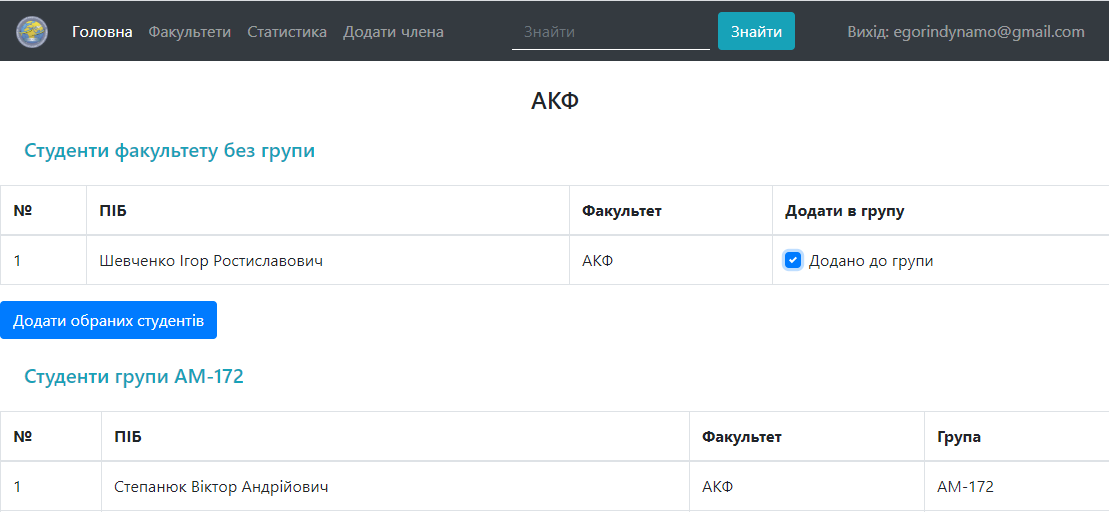 Головна Факультети Статистика Додати члена Знайти Знайти Вихід: egorindynamo@gmail.com
АКФ
Студенти факультету без групи
№ ПІБ Факультет Додати в групу
1 Шевченко Ігор Ростиславович АКФ Додано до групи
Додати обраних студентів
Студенти групи АМ-172
№ ПІБ Факультет Група
1 Степанюк Віктор Андрійович АКФ АМ-172